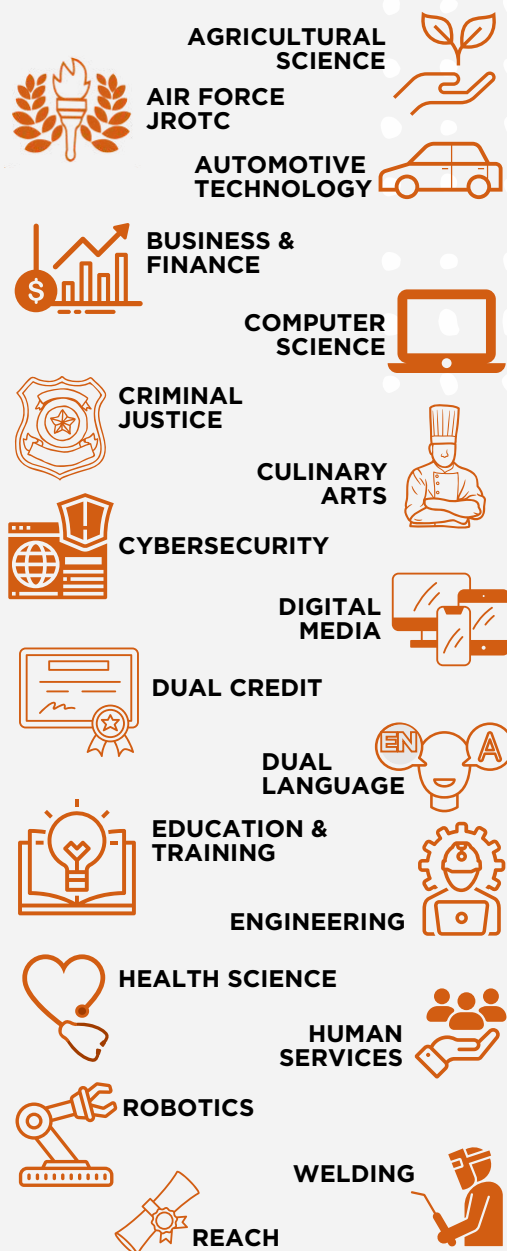 AGRICULTURAL
SCIENCE
AIR FORCE
JROTC
AUTOMOTIVE
TECHNOLOGY
BUSINESS &
FINANCE
$
COMPUTER
SCIENCE
CRIMINAL
JUSTICE
CULINARY
ARTS
CYBERSECURITY
DIGITAL
MEDIA
DUAL CREDIT
EN
A
DUAL
LANGUAGE
EDUCATION &
TRAINING
ENGINEERING
HEALTH SCIENCE
HUMAN
SERVICES
ROBOTICS
WELDING
REACH